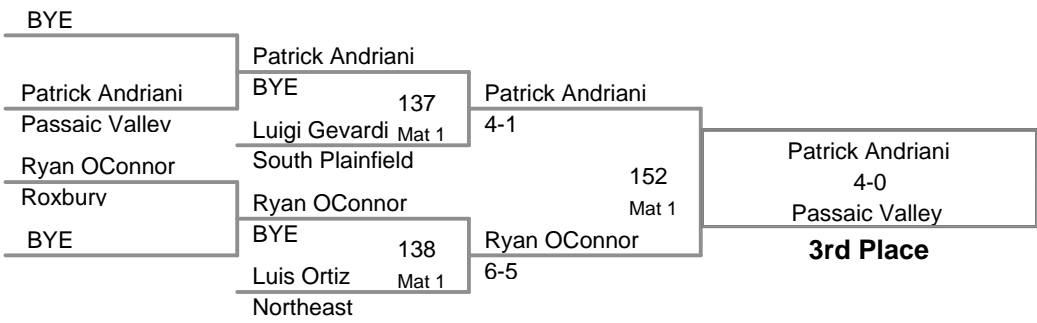 BYE
Patrick Andriani
Passaic Valley
Ryan OConnor
Roxbury
BYE
Patrick Andriani
BYE
137
Mat 1
Luigi Gevardi
South Plainfield
Ryan OConnor
BYE
138
Mat 1
Luis Ortiz
Northeast
Patrick Andriani
4-1
152
Mat 1
Ryan OConnor
6-5
Patrick Andriani
4-0
Passaic Valley
3rd Place